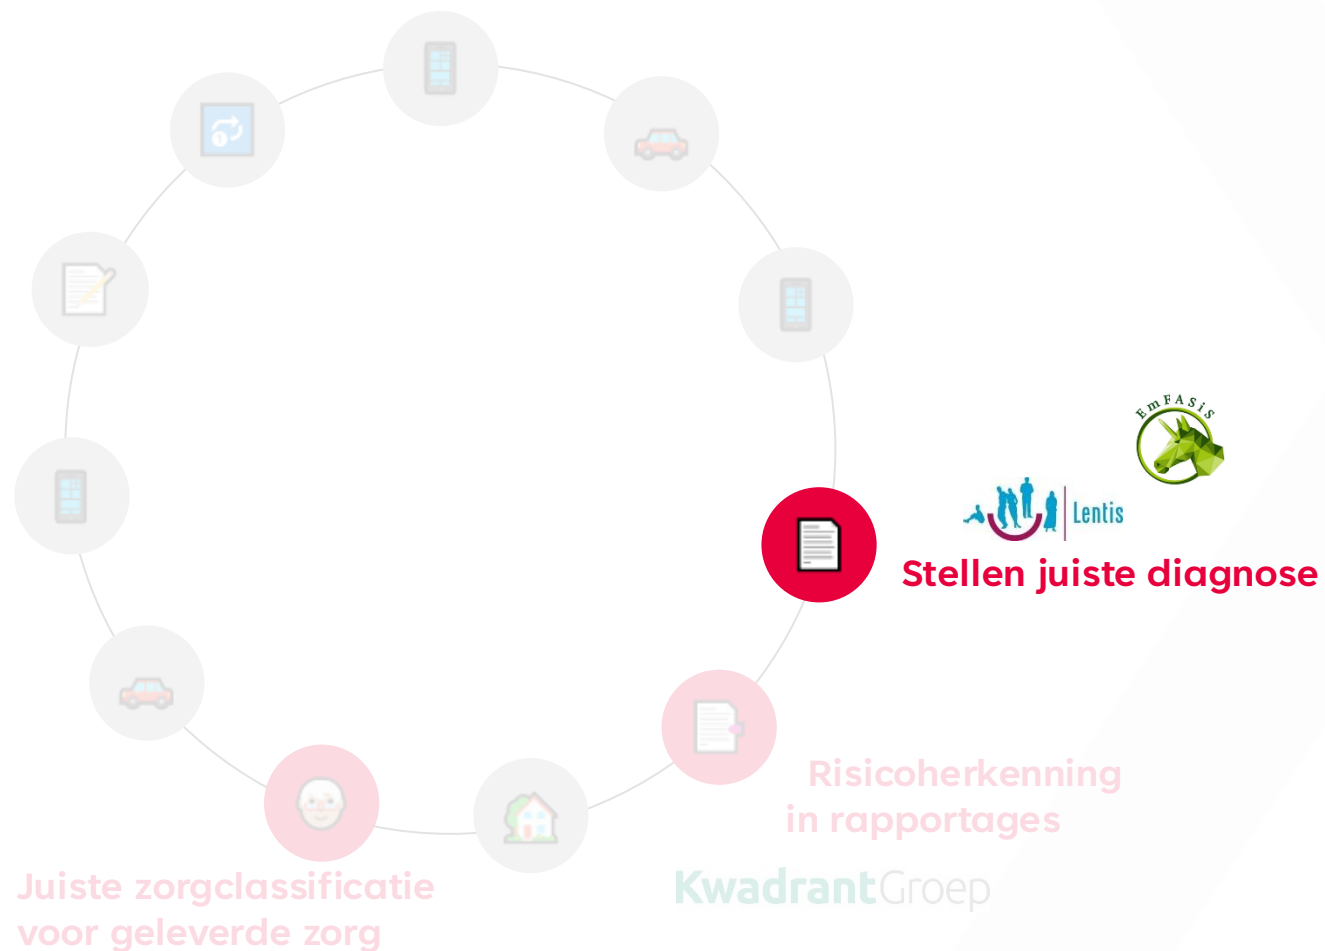 EmFASiS
Lentis
Stellen juiste diagnose
Risicoherkenning
in rapportages
KwadrantGroep
Juiste zorgclassificatie
voor geleverde zorg